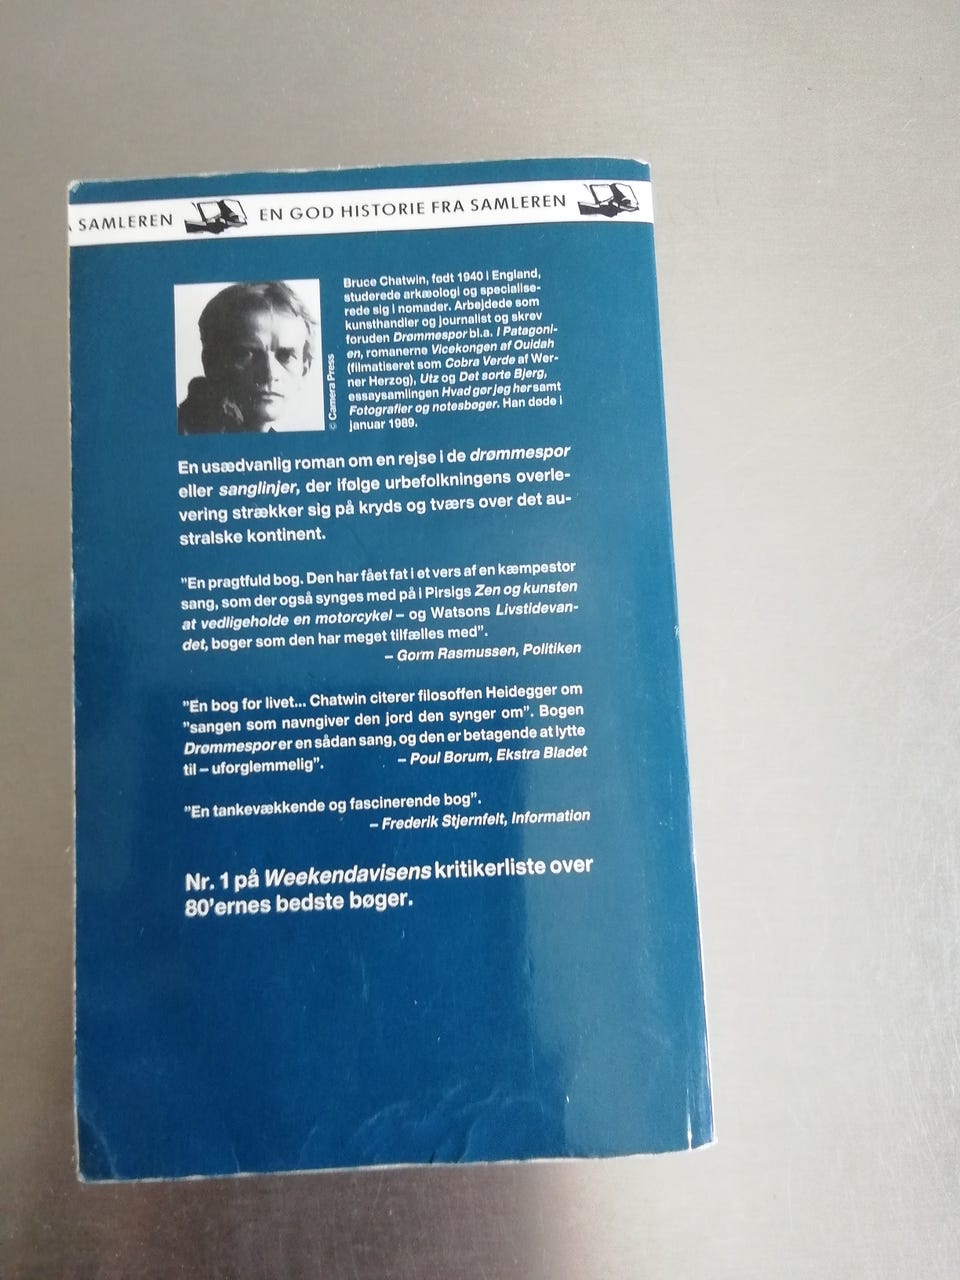 SAMLEREN EN GOD HISTORIE FRA SAMLEREN
Bruce Chatwin, født 1940 i England,
studerede arkæologi og specialise-
rede sig i nomader. Arbejdede som
kunsthandler og journalist og skrev
foruden Drømmespor bl.a. I Patagoni-
en, romanerne Vicekongen af Ouidah
(filmatiseret som Cobra Verde af Wer-
ner Herzog), Utz og Det sorte Bjerg,
essaysamlingen Hvad gør jeg her samt
Fotografier og notesbøger. Han døde i
januar 1989.
© Camera Press
En usædvanlig roman om en rejse i de drømmespor
eller sanglinjer, der ifølge urbefolkningens overle-
vering strækker sig på kryds og tværs over det au-
stralske kontinent.
"En pragtfuld bog. Den har fået fat i et vers af en kæmpestor
sang, som der også synges med på i Pirsigs Zen og kunsten
at vedligeholde en motorcykel – og Watsons Livstidevan-
det, bøger som den har meget tilfælles med".
– Gorm Rasmussen, Politiken
"En bog for livet... Chatwin citerer filosoffen Heidegger om
"sangen som navngiver den jord den synger om". Bogen
Drømmespor er en sådan sang, og den er betagende at lytte
til – uforglemmelig". – Poul Borum, Ekstra Bladet
"En tankevækkende og fascinerende bog".
– Frederik Stjernfelt, Information
Nr. 1 på Weekendavisens kritikerliste over
80'ernes bedste bøger.